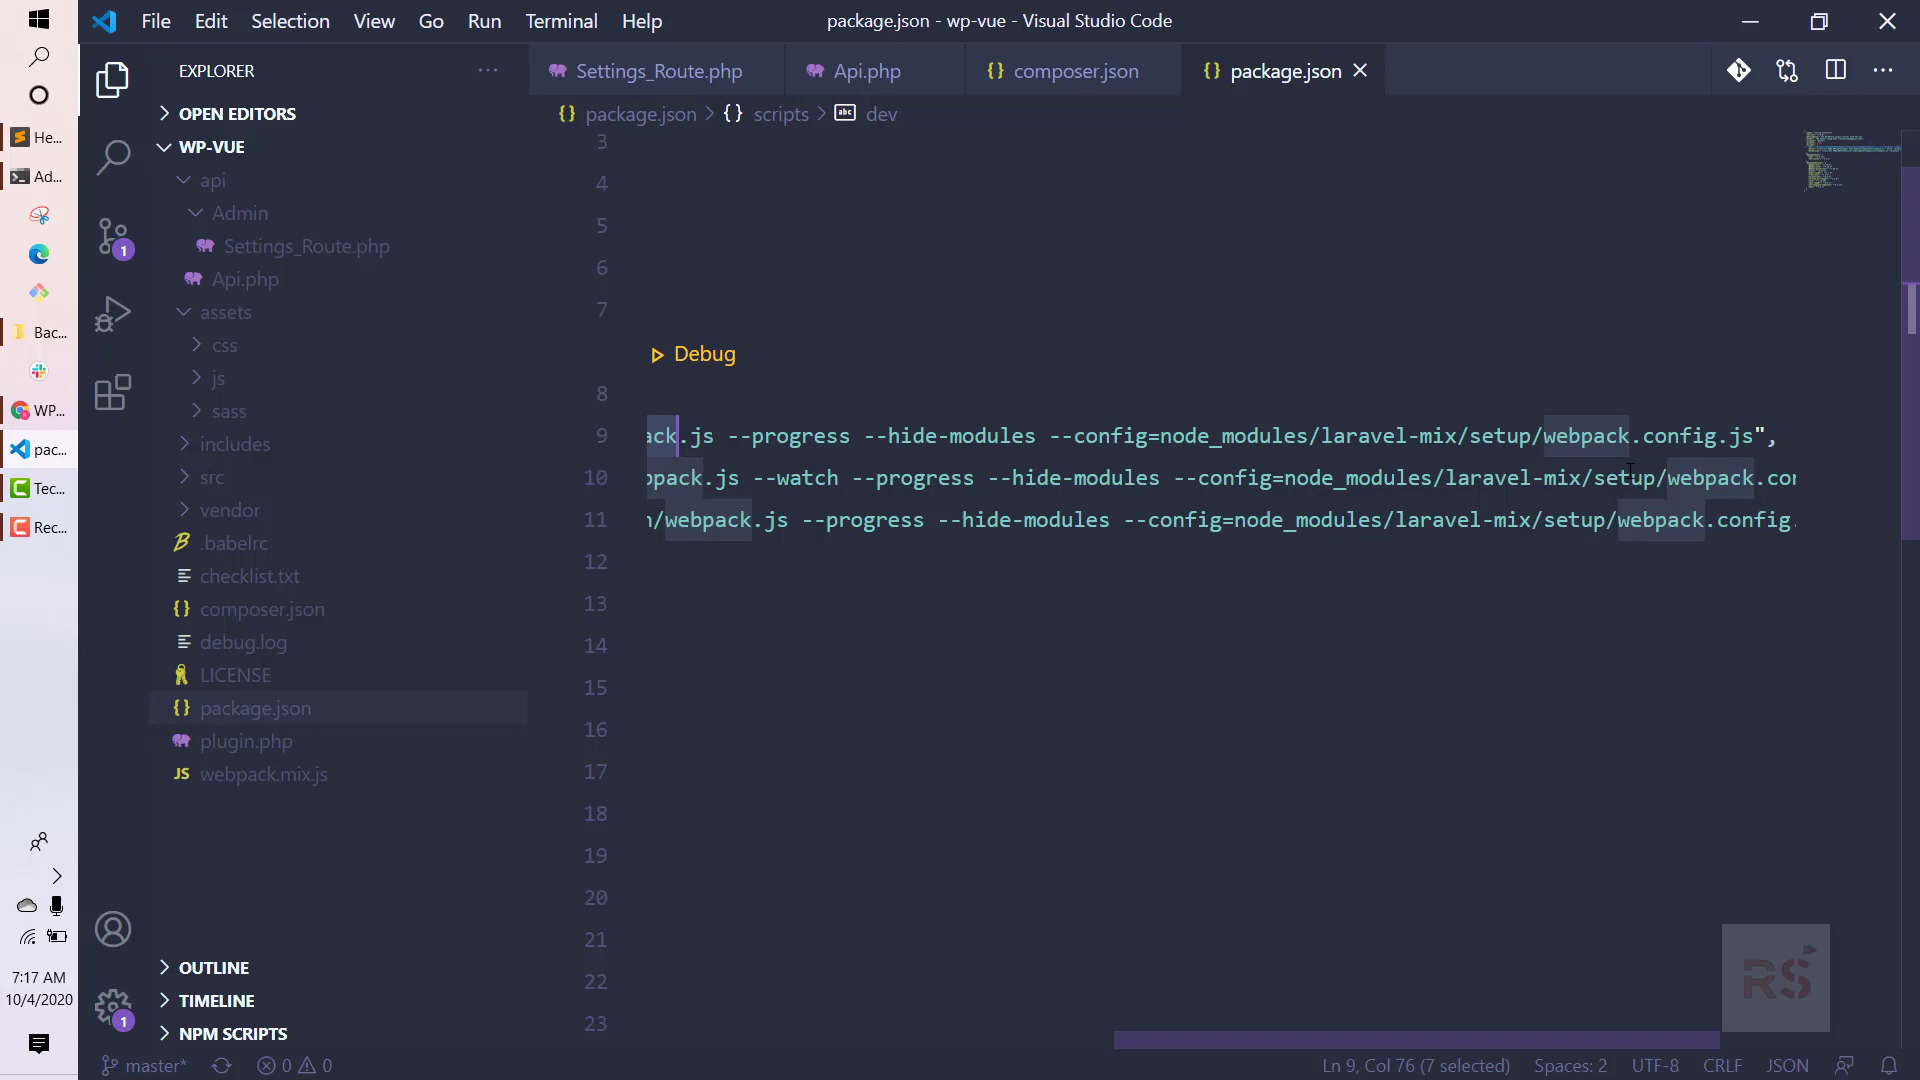 File Edit Selection View Go Run Terminal Help
package.json - wp-vue - Visual Studio Code
He...
Ad...
Bac...
WP...
pac...
Tec...
Rec...
7:17 AM
10/4/2020
EXPLORER
OPEN EDITORS
WP-VUE
api
Admin
Settings_Route.php
Api.php
assets
css
js
sass
includes
src
vendor
.babelrc
checklist.txt
composer.json
debug.log
LICENSE
package.json
plugin.php
webpack.mix.js
OUTLINE
TIMELINE
NPM SCRIPTS
1
1
Settings_Route.php Api.php composer.json package.json
package.json > {} scripts > abc dev
3
4
5
6
7
Debug
8
9 ack.js --progress --hide-modules --config=node_modules/laravel-mix/setup/webpack.config.js",
10 pack.js --watch --progress --hide-modules --config=node_modules/laravel-mix/setup/webpack.con
11 n/webpack.js --progress --hide-modules --config=node_modules/laravel-mix/setup/webpack.config.
12
13
14
15
16
17
18
19
20
21
22
23
RS
master* 0 0 Ln 9, Col 76 (7 selected) Spaces: 2 UTF-8 CRLF JSON